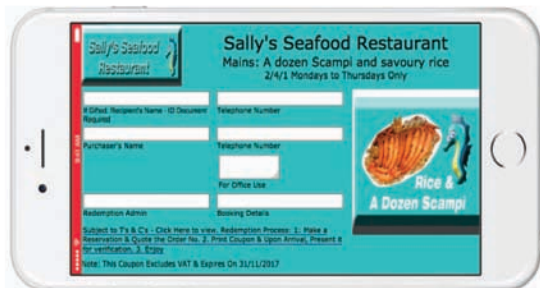 Sally's Seafood
Restaurant
Sally's Seafood Restaurant
Mains: A dozen Scampi and savoury rice
2/4/1 Mondays to Thursdays Only
If Gifted: Recipient's Name - ID Document
Required
Telephone Number
Purchaser's Name
Telephone Number
For Office Use
Redemption Admin
Booking Details
Rice &
A Dozen Scampi
Subject to T's & C's - Click Here to
view. Redemption Process: 1. Make a
Reservation & Quote the Order No. 2. Print Coupon & Upon Arrival, Present it
for verification. 3. Enjoy
Note: This Coupon Excludes VAT & Expires On 31/11/2017